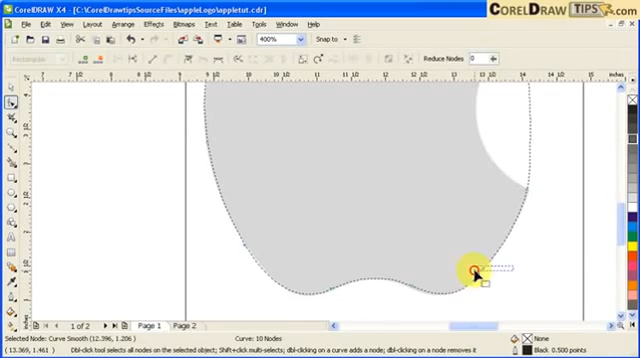 CorelDRAW X4 - [C:\CorelDrawtipsSourceFiles\appleLogo\appletut.cdr]
CORELDRAW TIPS.com
File Edit View Layout Arrange Effects Bitmaps Text Table Tools Window Help
400% Snap to
Rectangular Reduce Nodes 0
1 of 2 Page 1 Page 2
Selected Node: Curve Smooth (12.396, 1.286) Curve: 10 Nodes None
(13.369, 1.461) Dbl-click tool selects all nodes on the selected object; Shift+click multi-selects; dbl-clicking on a curve adds a node; dbl-clicking on a node removes it Black 0.500 points